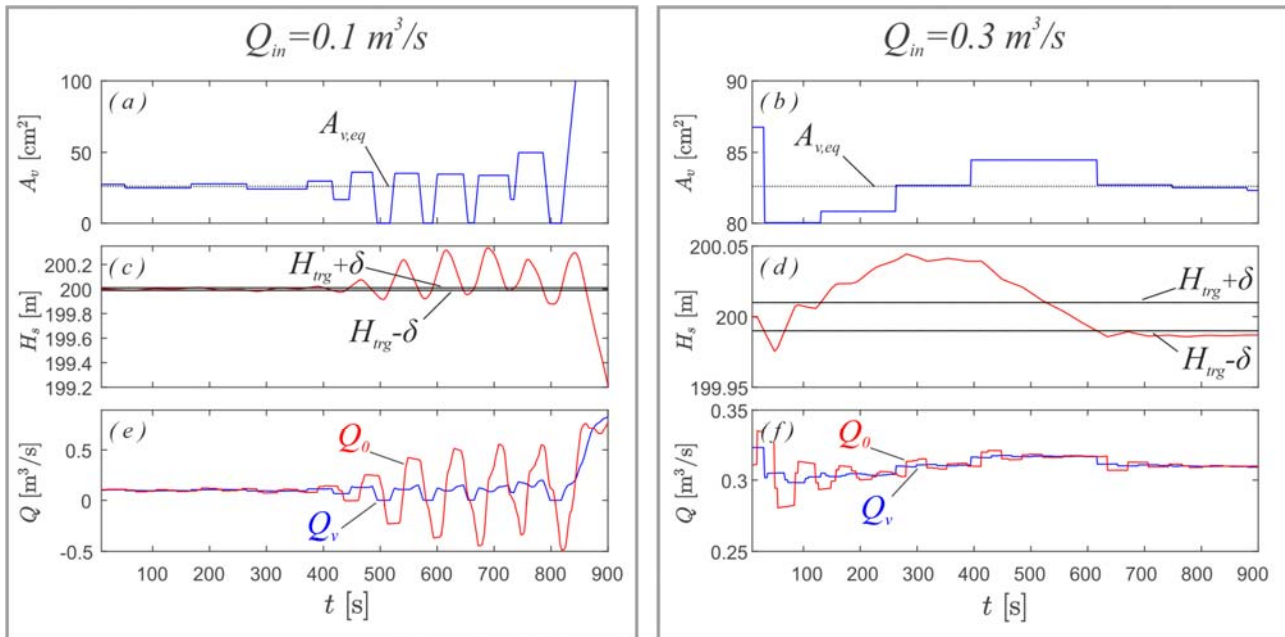 Q_in=0.1 m³/s
(a)
A_v [cm²]
100
50
0
A_v,eq
(c)
H_s [m]
200.2
200
199.8
199.6
199.4
199.2
H_trg+δ
H_trg-δ
(e)
Q [m³/s]
0.5
0
-0.5
Q_0
Q_v
100 200 300 400 500 600 700 800 900
t [s]
Q_in=0.3 m³/s
(b)
A_v [cm²]
90
85
80
A_v,eq
(d)
H_s [m]
200.05
200
199.95
H_trg+δ
H_trg-δ
(f)
Q [m³/s]
0.35
0.3
0.25
Q_0
Q_v
100 200 300 400 500 600 700 800 900
t [s]